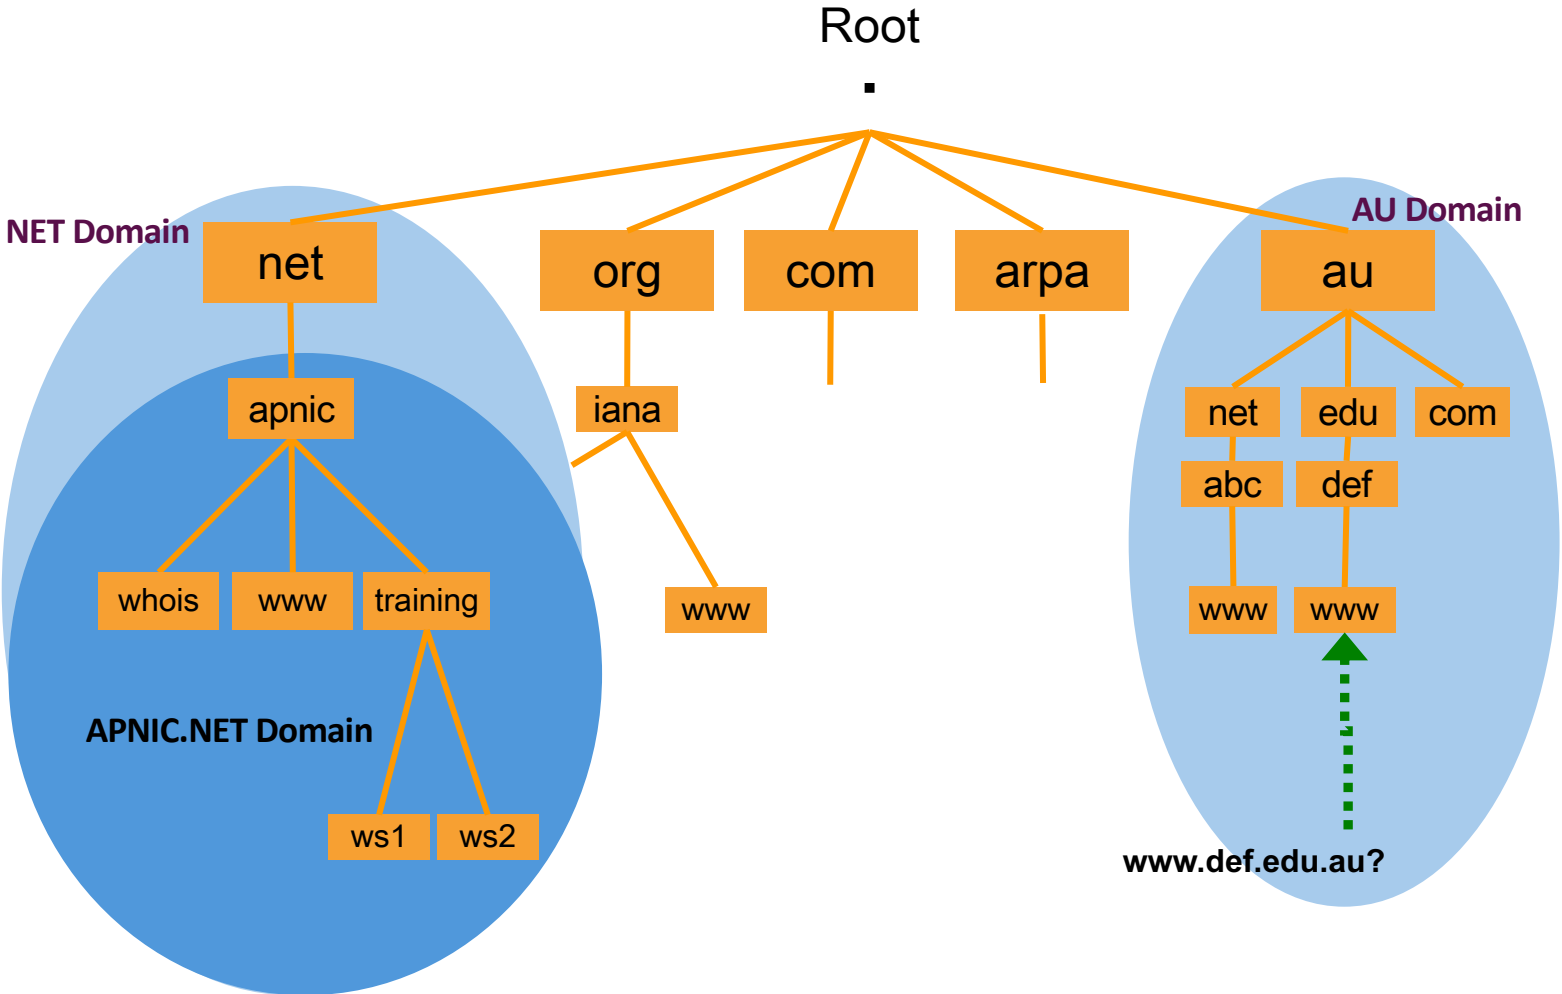 Root
.
NET Domain
AU Domain
net
org
com
arpa
au
apnic
iana
net
edu
com
abc
def
whois
www
training
www
www
www
APNIC.NET Domain
ws1
ws2
www.def.edu.au?